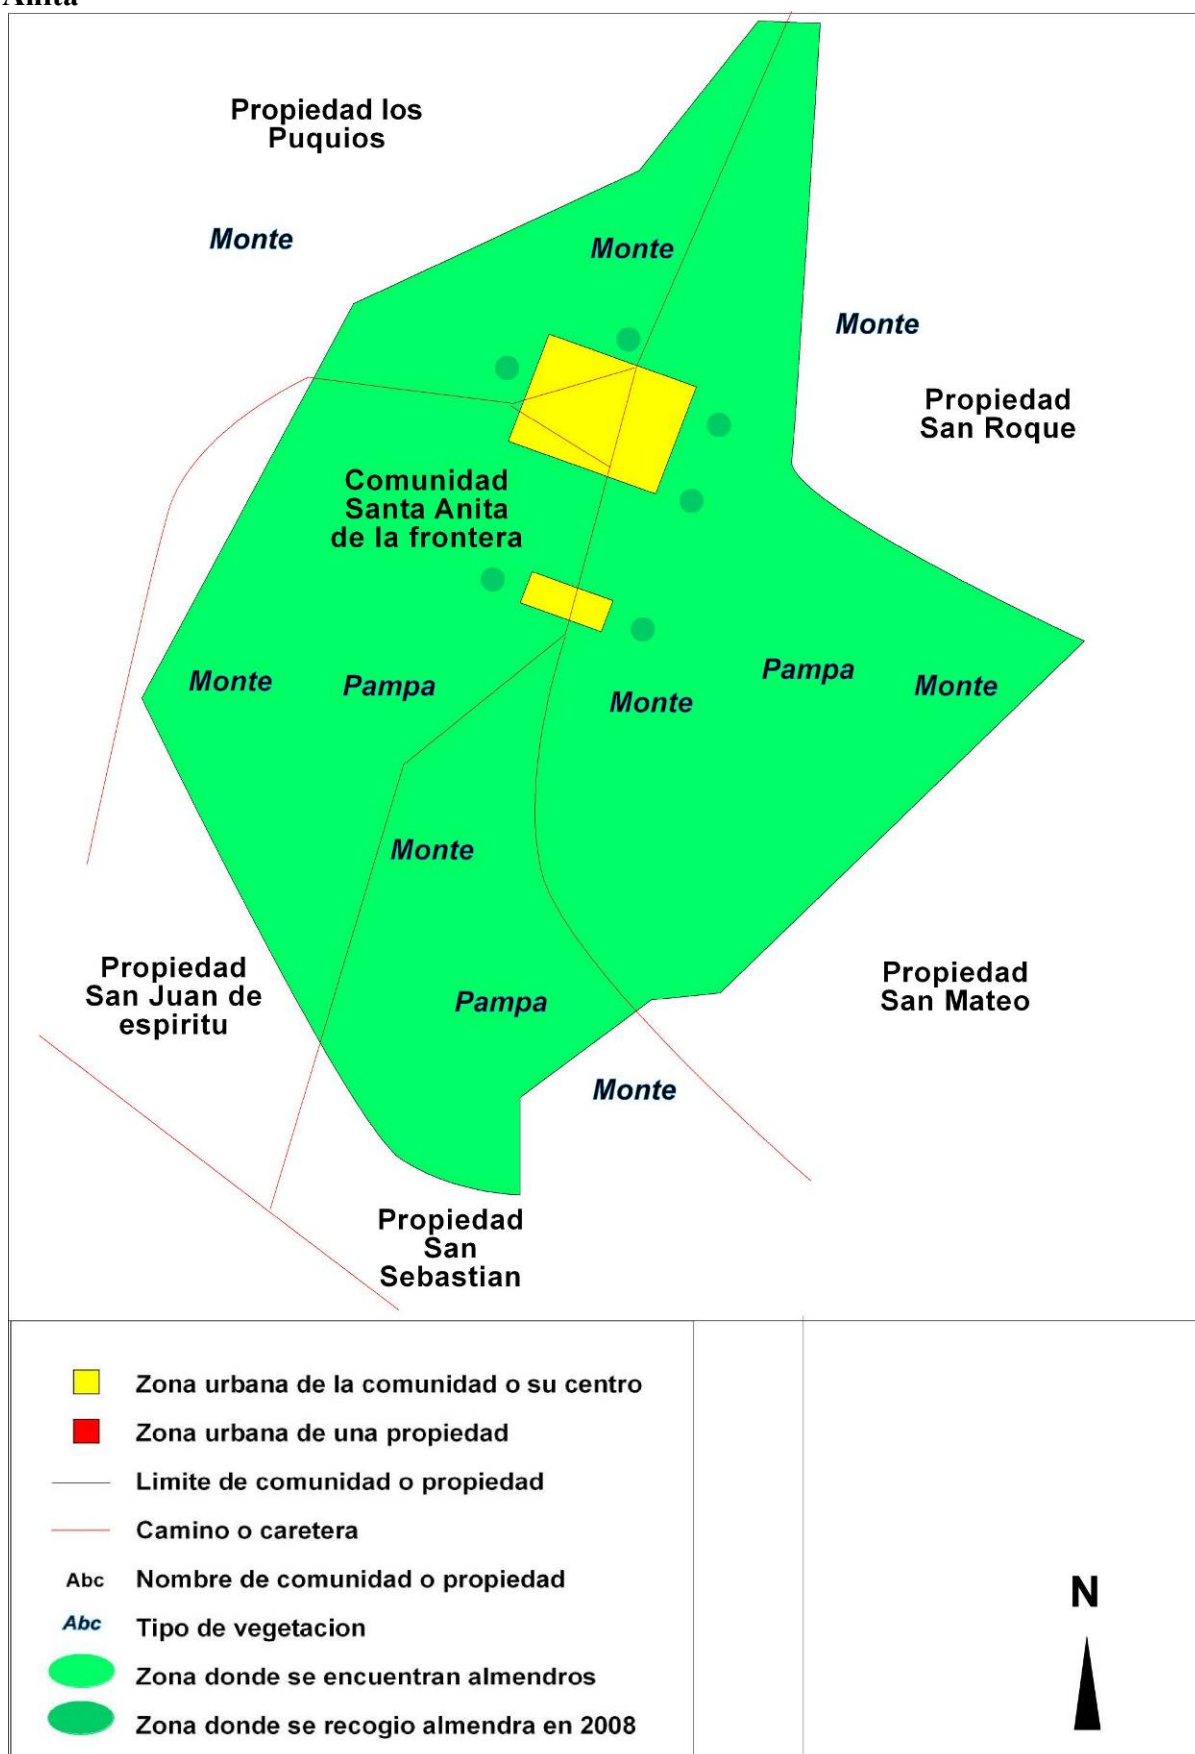 Anita
Propiedad los
Puquios
Monte
Monte
Monte
Propiedad
San Roque
Comunidad
Santa Anita
de la frontera
Monte
Pampa
Monte
Pampa
Monte
Monte
Propiedad
San Juan de
espiritu
Pampa
Propiedad
San Mateo
Monte
Propiedad
San
Sebastian
Zona urbana de la comunidad o su centro
Zona urbana de una propiedad
Limite de comunidad o propiedad
Camino o caretera
Abc Nombre de comunidad o propiedad
Abc Tipo de vegetacion
Zona donde se encuentran almendros
Zona donde se recogio almendra en 2008
N